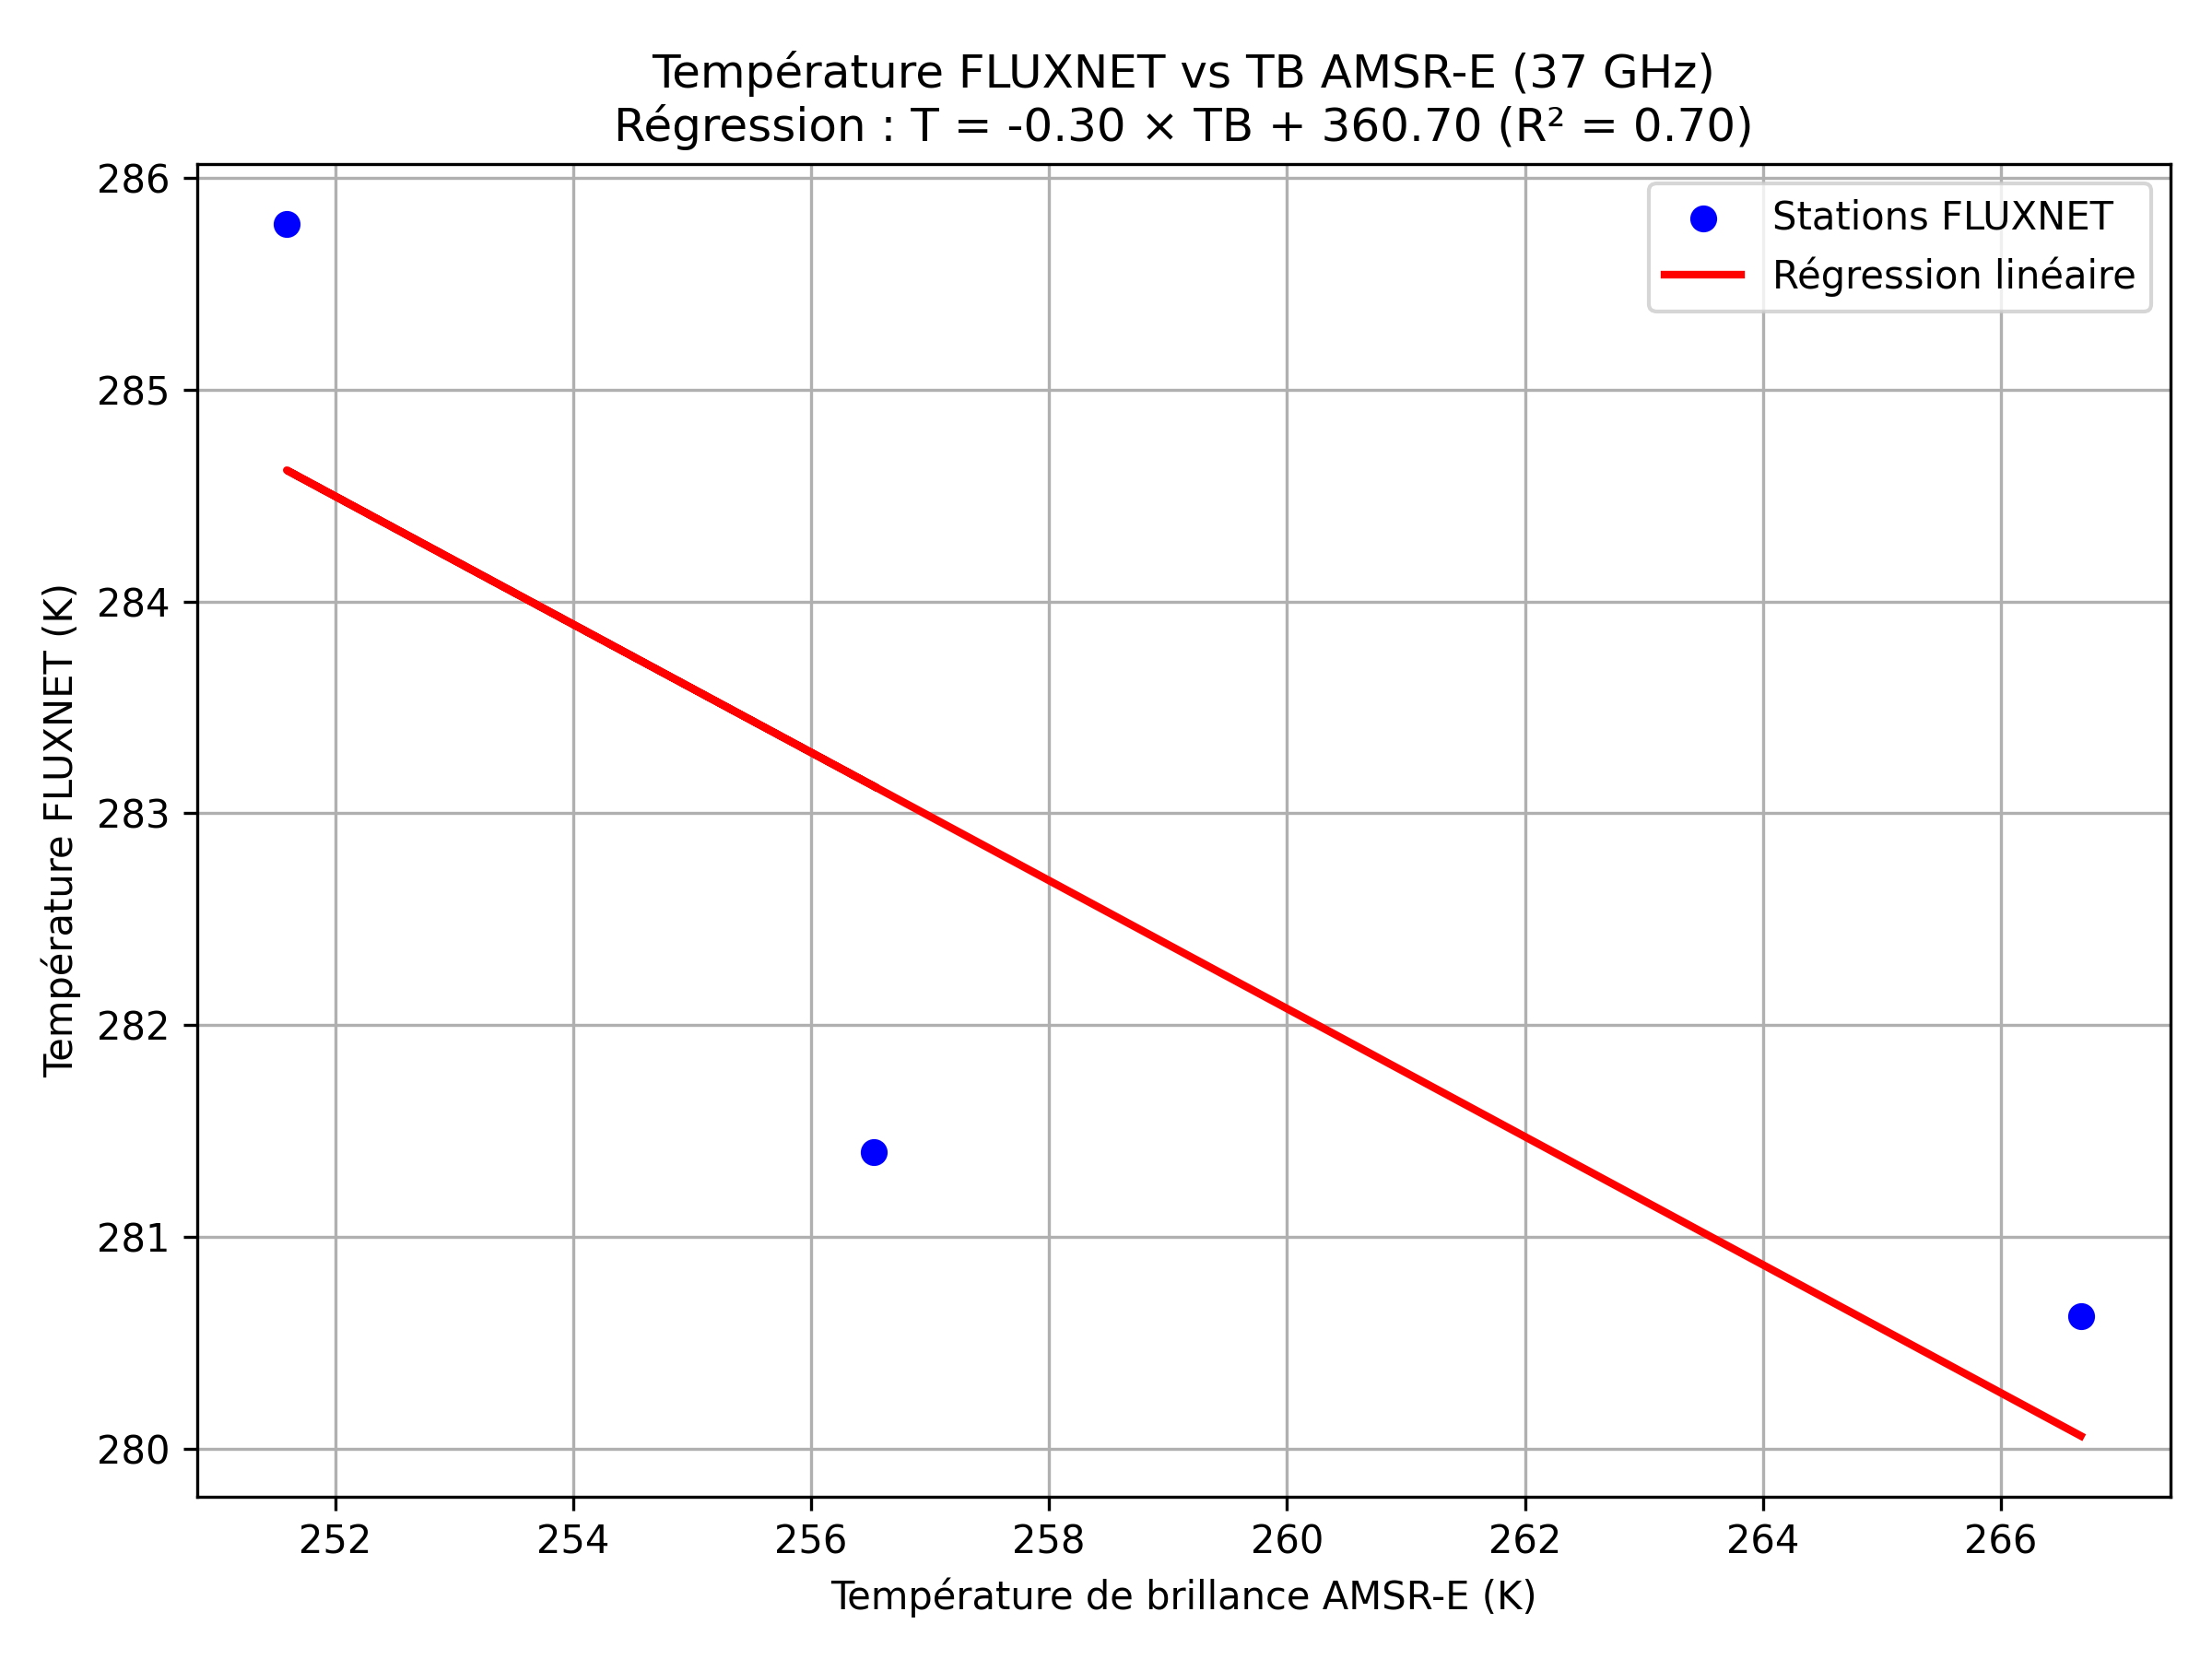 Température FLUXNET vs TB AMSR-E (37 GHz)
Régression : T = -0.30 × TB + 360.70 (R² = 0.70)
Stations FLUXNET
Régression linéaire
Température FLUXNET (K)
286
285
284
283
282
281
280
252 254 256 258 260 262 264 266
Température de brillance AMSR-E (K)